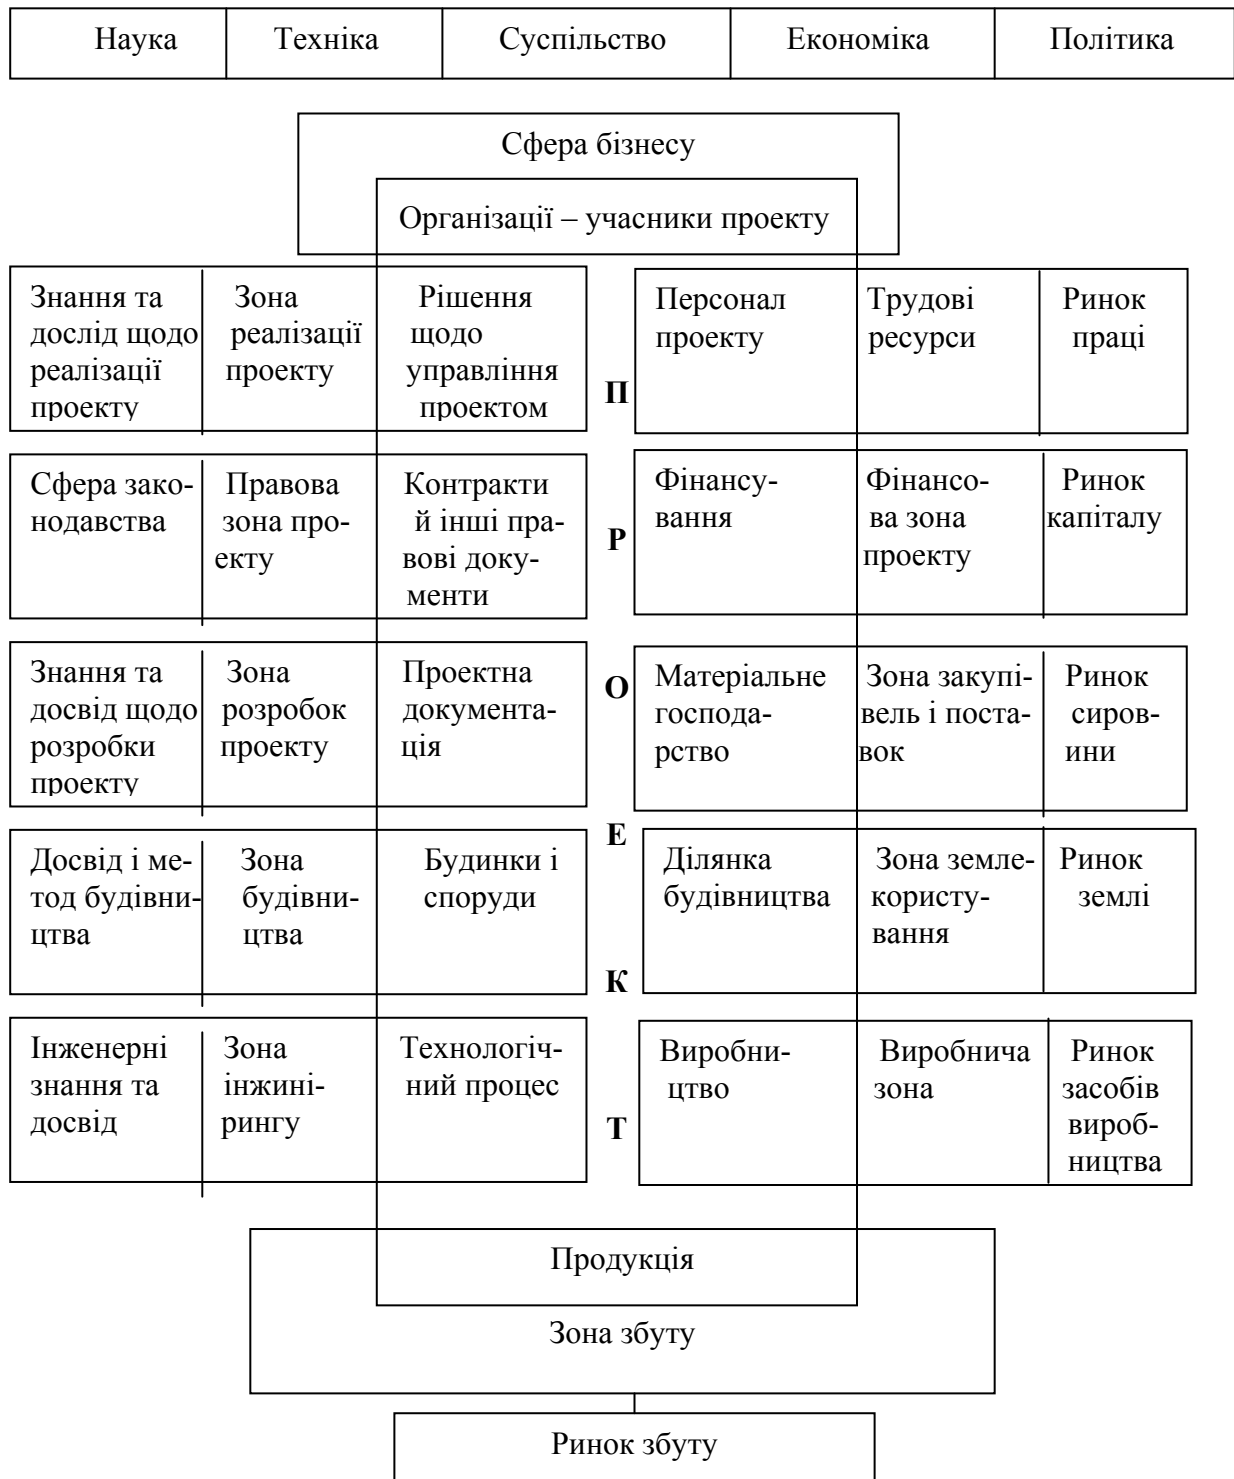 Наука Техніка Суспільство Економіка Політика
Сфера бізнесу
Організації – учасники проекту
Знання та
дослід щодо
реалізації
проекту
Зона
реалізації
проекту
Рішення
щодо
управління
проектом
П
Персонал
проекту
Трудові
ресурси
Ринок
праці
Сфера зако-
нодавства
Правова
зона про-
екту
Контракти
й інші пра-
вові доку-
менти
Р
Фінансу-
вання
Фінансо-
ва зона
проекту
Ринок
капіталу
Знання та
досвід щодо
розробки
проекту
Зона
розробок
проекту
Проектна
документа-
ція
О
Матеріальне
господа-
рство
Зона закупі-
вель і поста-
вок
Ринок
сиров-
ини
Е
Досвід і ме-
тод будівни-
цтва
Зона
будівни-
цтва
Будинки і
споруди
Ділянка
будівництва
Зона земле-
користу-
вання
Ринок
землі
К
Інженерні
знання та
досвід
Зона
інжині-
рингу
Технологіч-
ний процес
Т
Виробни-
цтво
Виробнича
зона
Ринок
засобів
вироб-
ництва
Продукція
Зона збуту
Ринок збуту